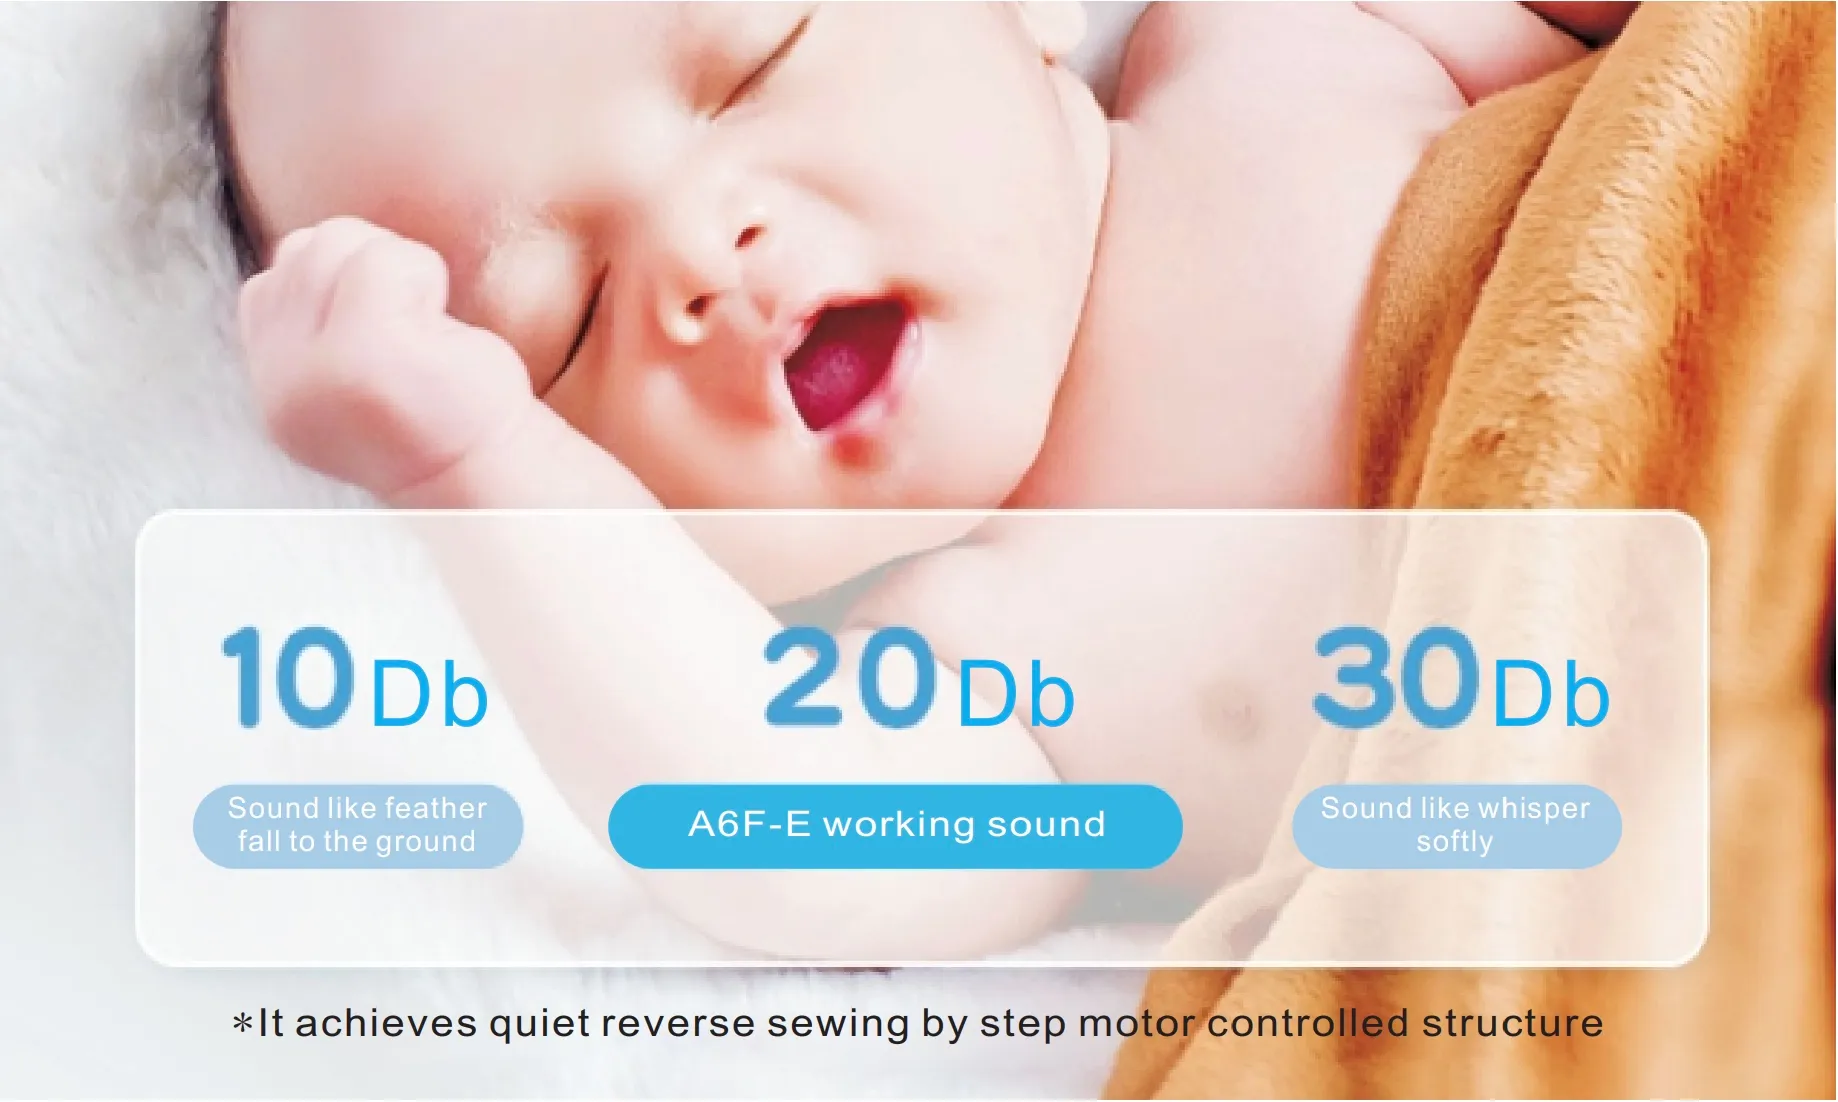 10Db 20Db 30Db
Sound like feather
fall to the ground
A6F-E working sound
Sound like whisper
softly
*It achieves quiet reverse sewing by step motor controlled structure